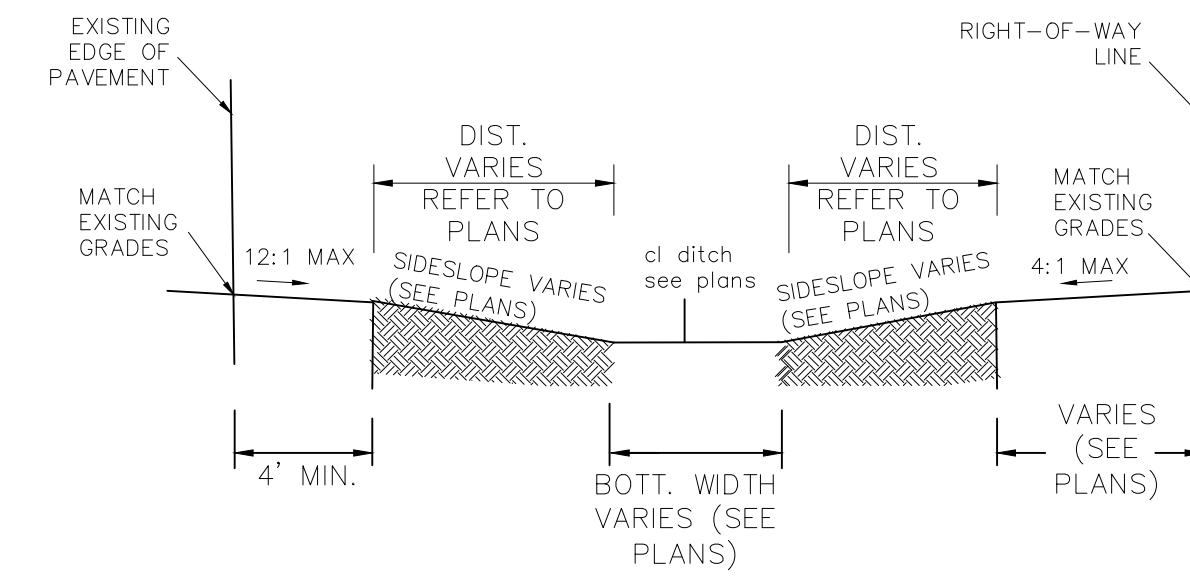 EXISTING
EDGE OF
PAVEMENT
RIGHT-OF-WAY
LINE
DIST.
VARIES
REFER TO
PLANS
DIST.
VARIES
REFER TO
PLANS
MATCH
EXISTING
GRADES
MATCH
EXISTING
GRADES
12:1 MAX
SIDESLOPE VARIES
(SEE PLANS)
cl ditch
see plans
SIDESLOPE VARIES
(SEE PLANS)
4:1 MAX
4' MIN.
BOTT. WIDTH
VARIES (SEE
PLANS)
VARIES
(SEE
PLANS)